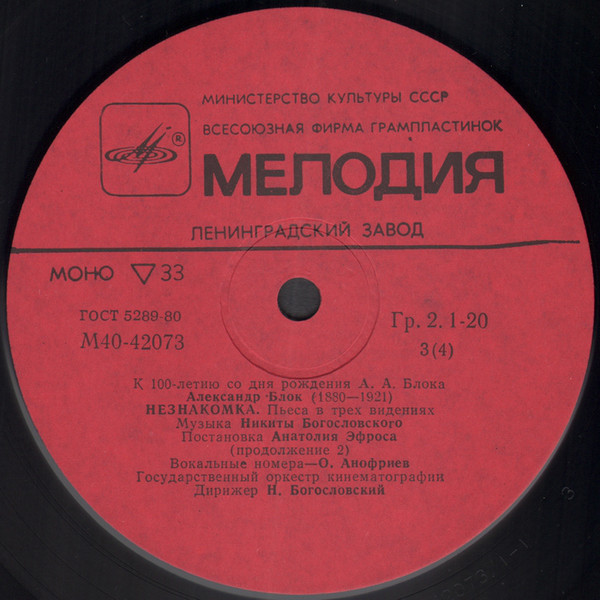 МИНИСТЕРСТВО КУЛЬТУРЫ СССР
ВСЕСОЮЗНАЯ ФИРМА ГРАМПЛАСТИНОК
®
МЕЛОДИЯ
ЛЕНИНГРАДСКИЙ ЗАВОД
МОНО ▽ 33
ГОСТ 5289-80
М40-42073
Гр. 2. 1-20
3(4)
К 100-летию со дня рождения А. А. Блока
Александр Блок (1880—1921)
НЕЗНАКОМКА. Пьеса в трех видениях
Музыка Никиты Богословского
Постановка Анатолия Эфроса
(продолжение 2)
Вокальные номера—О. Анофриев
Государственный оркестр кинематографии
Дирижер Н. Богословский
3